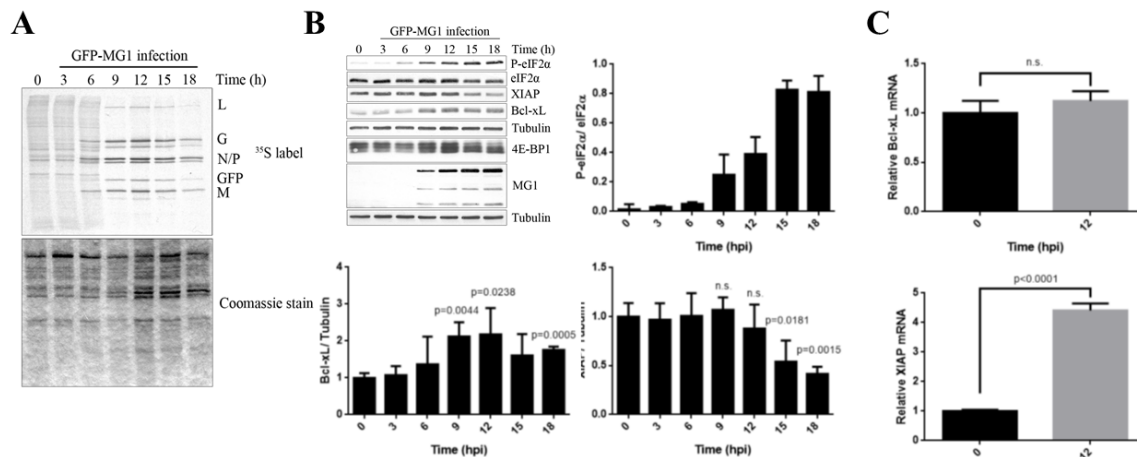 A
GFP-MG1 infection
0 3 6 9 12 15 18 Time (h)
L
G
N/P
GFP
M
³⁵S label
Coomassie stain
B
GFP-MG1 infection
0 3 6 9 12 15 18 Time (h)
P-eIF2α
eIF2α
XIAP
Bcl-xL
Tubulin
4E-BP1
MG1
Tubulin
P-eIF2α/ eIF2α
1.0
0.8
0.6
0.4
0.2
0.0
0 3 6 9 12 15 18
Time (hpi)
Bcl-xL/ Tubulin
4
3
2
1
0
p=0.0044
p=0.0238
p=0.0005
0 3 6 9 12 15 18
Time (hpi)
Tubulin
1.5
1.0
0.5
0.0
n.s.
n.s.
p=0.0181
p=0.0015
0 3 6 9 12 15 18
Time (hpi)
C
Relative Bcl-xL mRNA
1.5
1.0
0.5
0.0
n.s.
0 12
Time (hpi)
Relative XIAP mRNA
5
4
3
2
1
0
p<0.0001
0 12
Time (hpi)